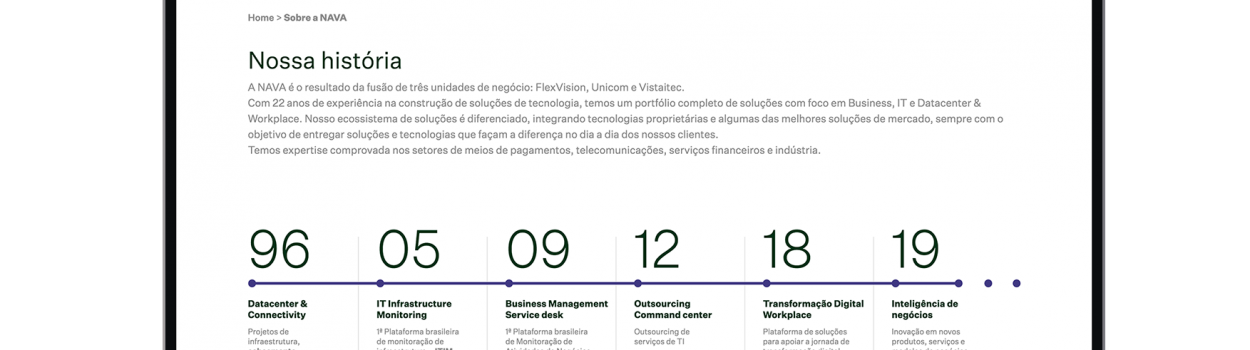 Home > Sobre a NAVA
Nossa história
A NAVA é o resultado da fusão de três unidades de negócio: FlexVision, Unicom e Vistaitec.
Com 22 anos de experiência na construção de soluções de tecnologia, temos um portfólio completo de soluções com foco em Business, IT e Datacenter &
Workplace. Nosso ecossistema de soluções é diferenciado, integrando tecnologias proprietárias e algumas das melhores soluções de mercado, sempre com o
objetivo de entregar soluções e tecnologias que façam a diferença no dia a dia dos nossos clientes.
Temos expertise comprovada nos setores de meios de pagamentos, telecomunicações, serviços financeiros e indústria.
96
Datacenter &
Connectivity
Projetos de
infraestrutura,
05
IT Infrastructure
Monitoring
1ª Plataforma brasileira
de monitoração de
09
Business Management
Service desk
1ª Plataforma brasileira
de Monitoração de
12
Outsourcing
Command center
Outsourcing de
serviços de TI
18
Transformação Digital
Workplace
Plataforma de soluções
para apoiar a jornada de
19
Inteligência de
negócios
Inovação em novos
produtos, serviços e